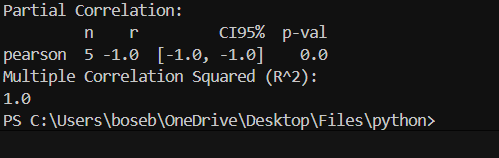 Partial Correlation:
n r CI95% p-val
pearson 5 -1.0 [-1.0, -1.0] 0.0
Multiple Correlation Squared (R^2):
1.0
PS C:\Users\boseb\OneDrive\Desktop\Files\python>